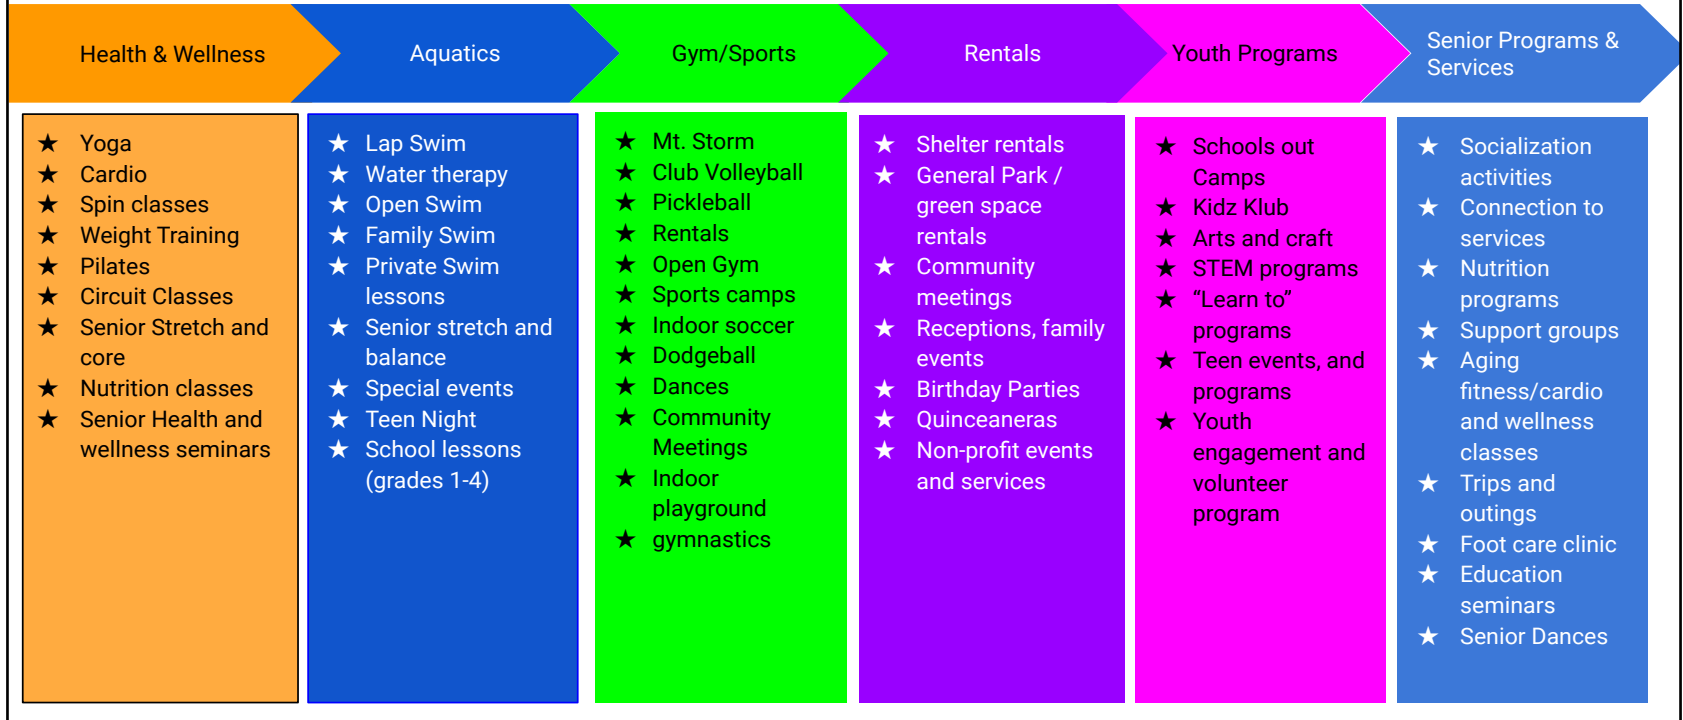 Health & Wellness
Aquatics
Gym/Sports
Rentals
Youth Programs
Senior Programs &
Services
★ Yoga
★ Cardio
★ Spin classes
★ Weight Training
★ Pilates
★ Circuit Classes
★ Senior Stretch and
core
★ Nutrition classes
★ Senior Health and
wellness seminars
★ Lap Swim
★ Water therapy
★ Open Swim
★ Family Swim
★ Private Swim
lessons
★ Senior stretch and
balance
★ Special events
★ Teen Night
★ School lessons
(grades 1-4)
★ Mt. Storm
★ Club Volleyball
★ Pickleball
★ Rentals
★ Open Gym
★ Sports camps
★ Indoor soccer
★ Dodgeball
★ Dances
★ Community
Meetings
★ Indoor
playground
★ gymnastics
★ Shelter rentals
★ General Park /
green space
rentals
★ Community
meetings
★ Receptions, family
events
★ Birthday Parties
★ Quinceaneras
★ Non-profit events
and services
★ Schools out
Camps
★ Kidz Klub
★ Arts and craft
★ STEM programs
★ “Learn to”
programs
★ Teen events, and
programs
★ Youth
engagement and
volunteer
program
★ Socialization
activities
★ Connection to
services
★ Nutrition
programs
★ Support groups
★ Aging
fitness/cardio
and wellness
classes
★ Trips and
outings
★ Foot care clinic
★ Education
seminars
★ Senior Dances